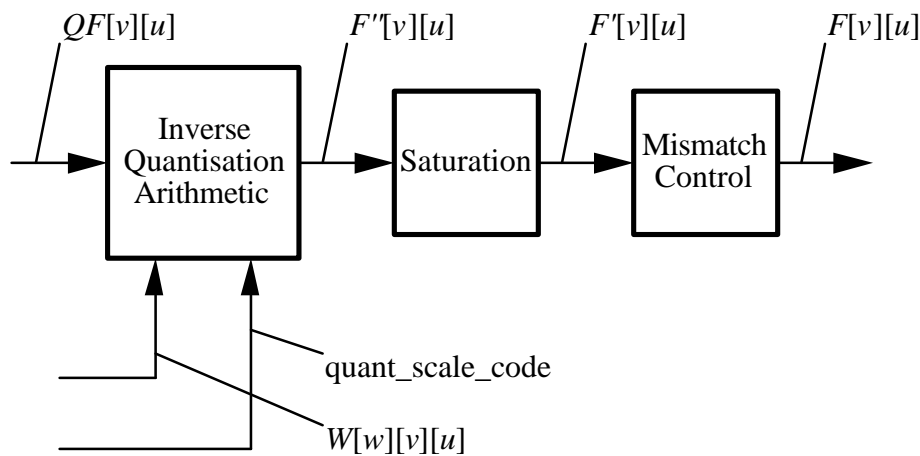 QF[v][u]
F''[v][u]
F'[v][u]
F[v][u]
Inverse
Quantisation
Arithmetic
Saturation
Mismatch
Control
quant_scale_code
W[w][v][u]